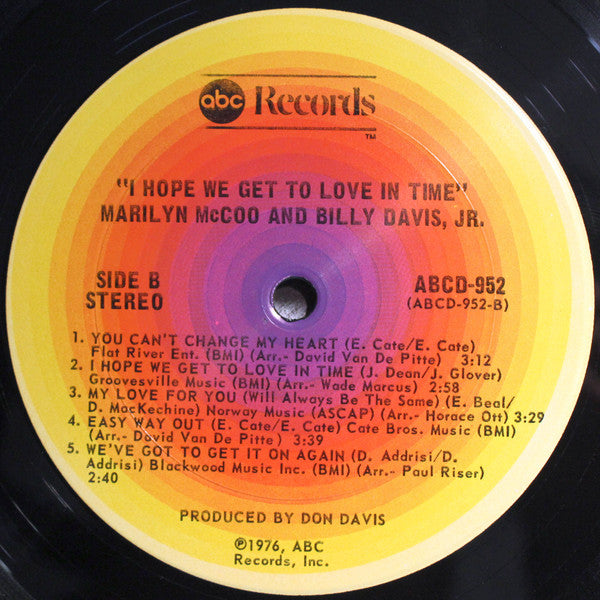 abc Records
TM
"I HOPE WE GET TO LOVE IN TIME"
MARILYN McCOO AND BILLY DAVIS, JR.
SIDE B
STEREO
ABCD-952
(ABCD-952-B)
1. YOU CAN'T CHANGE MY HEART (E. Cate/E. Cate)
Flat River Ent. (BMI) (Arr.- David Van De Pitte) 3:12
2. I HOPE WE GET TO LOVE IN TIME (J. Dean/J. Glover)
Groovesville Music (BMI) (Arr.- Wade Marcus) 2:58
3. MY LOVE FOR YOU (Will Always Be The Same) (E. Beal/
D. MacKechine) Norway Music (ASCAP) (Arr.- Horace Ott) 3:29
4. EASY WAY OUT (E. Cate/E. Cate) Cate Bros. Music (BMI)
(Arr.- David Van De Pitte) 3:39
5. WE'VE GOT TO GET IT ON AGAIN (D. Addrisi/D.
Addrisi) Blackwood Music Inc. (BMI) (Arr.- Paul Riser)
2:40
PRODUCED BY DON DAVIS
℗1976, ABC
Records, Inc.